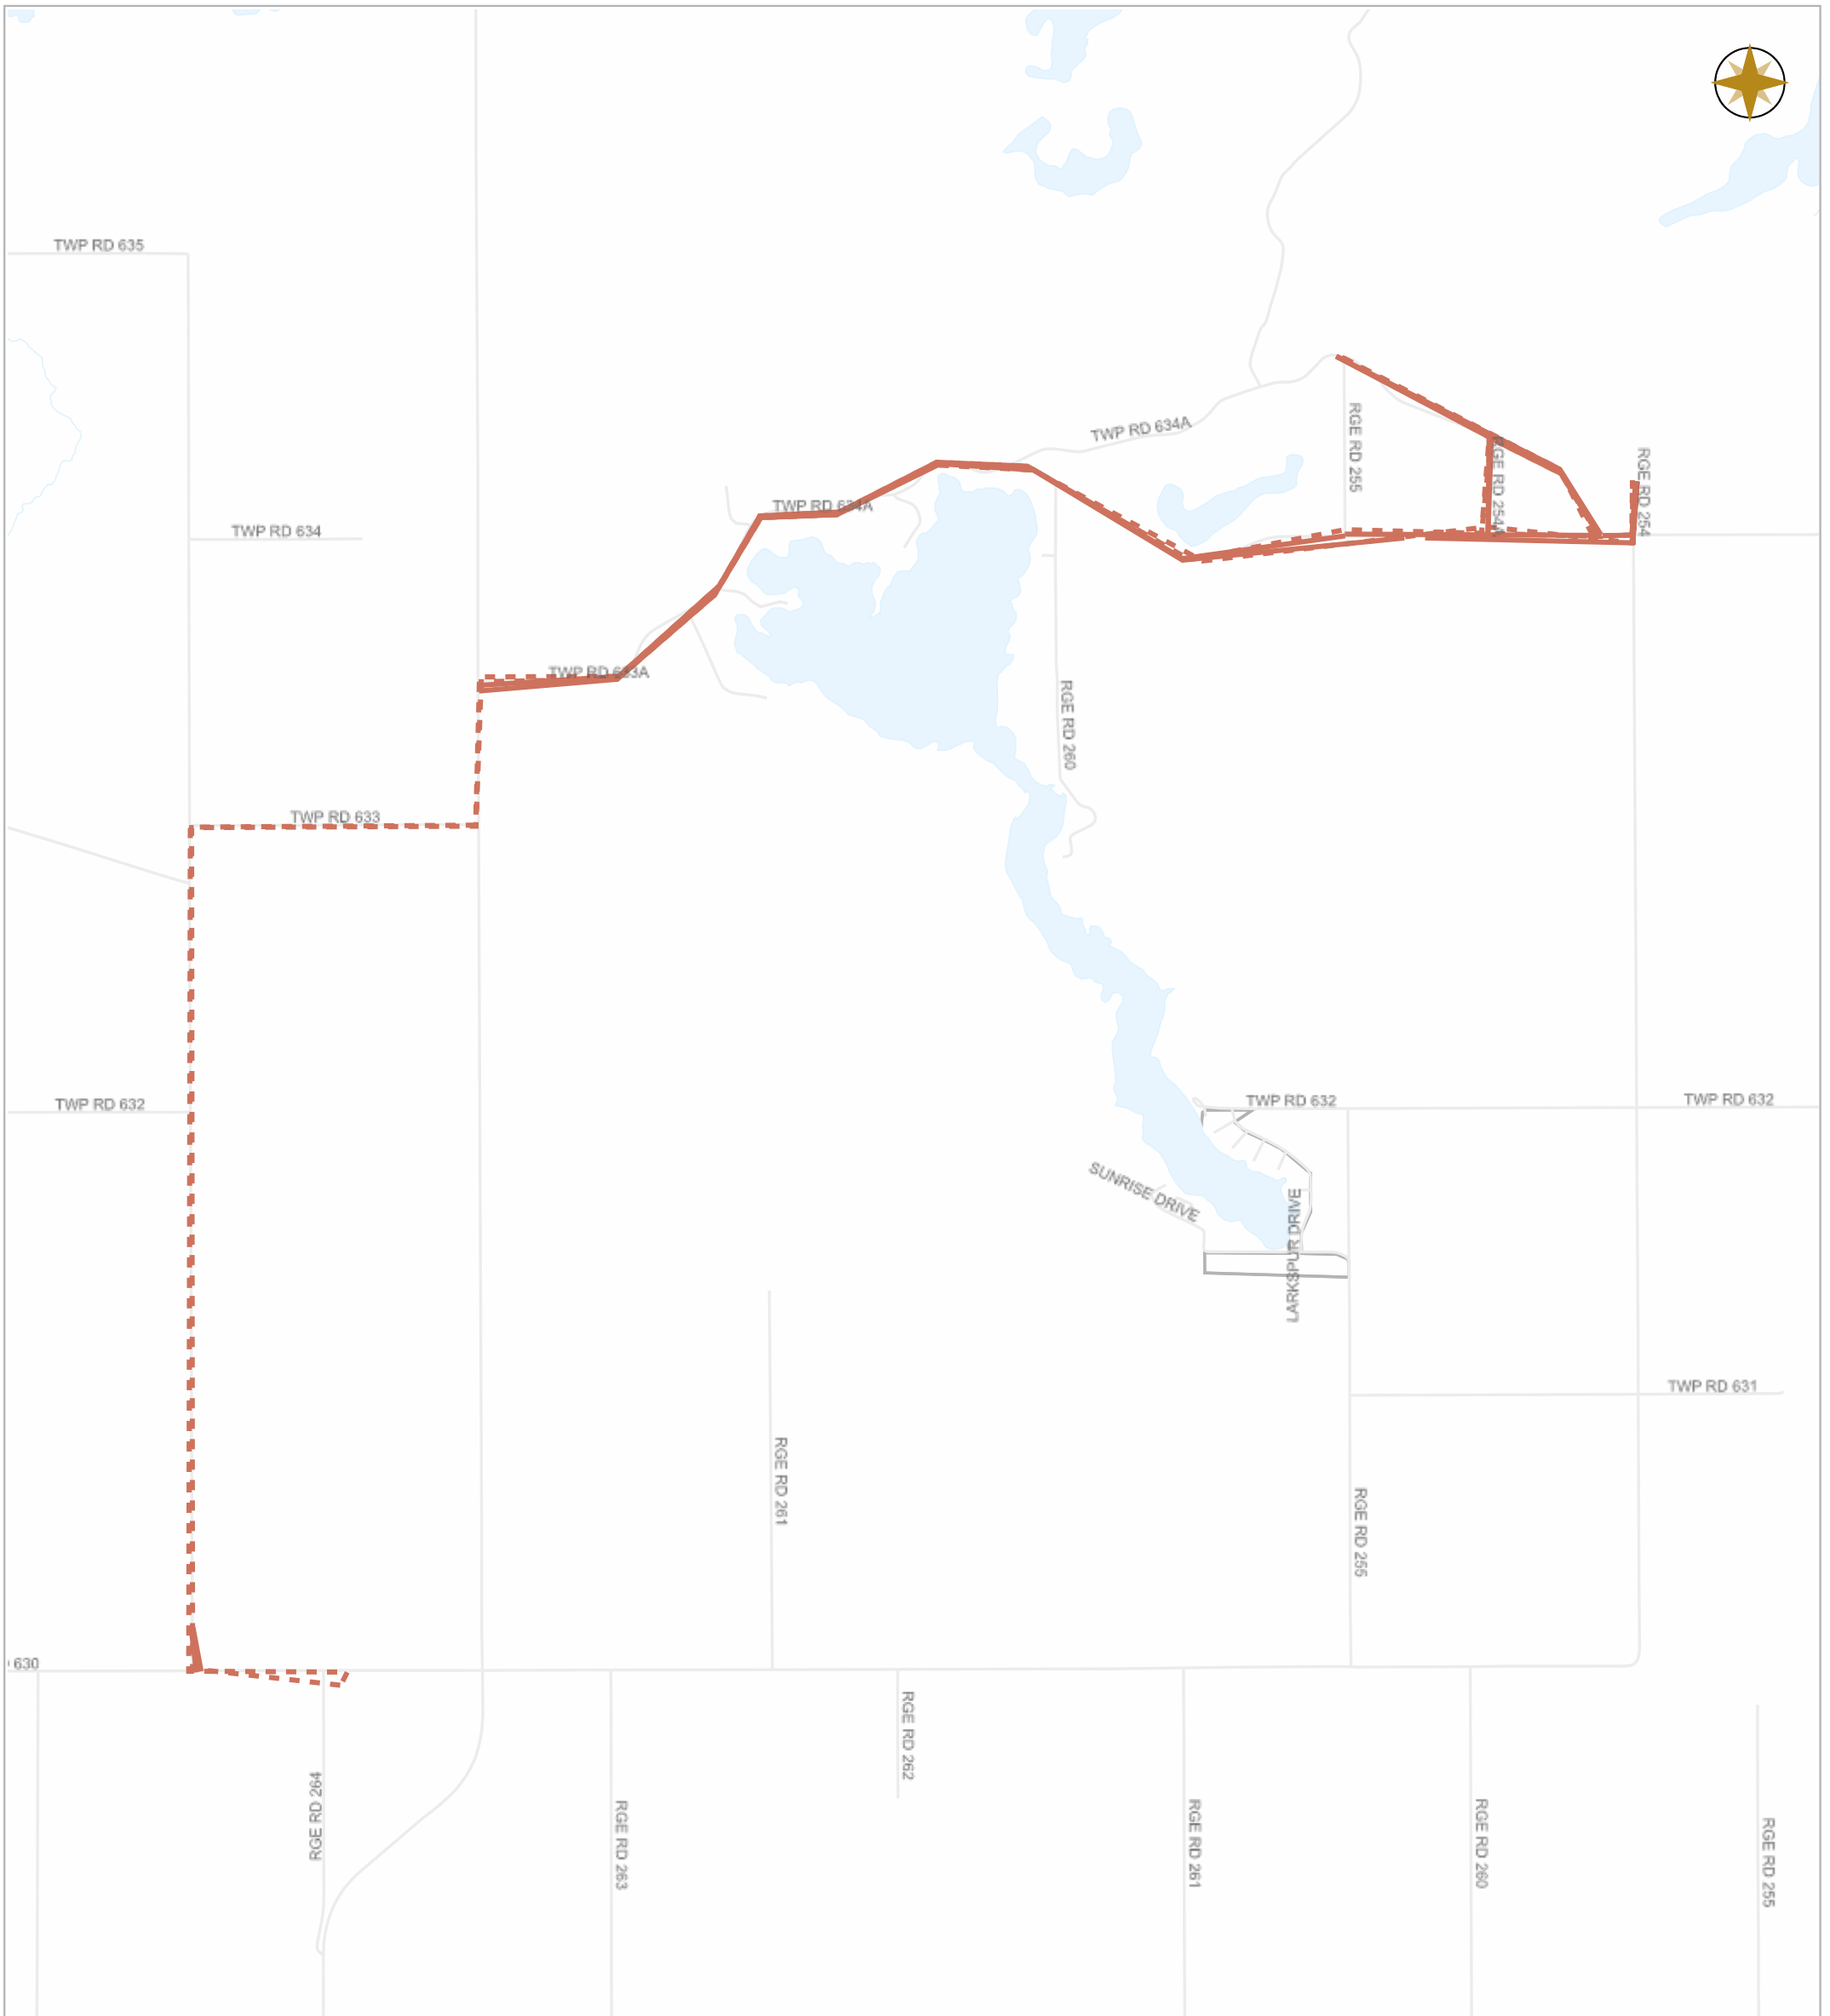 TWP RD 635
TWP RD 634A
RGE RD 255
RGE RD 254A
RGE RD 254
TWP RD 634A
TWP RD 634
TWP RD 633A
RGE RD 260
TWP RD 633
TWP RD 632
TWP RD 632
TWP RD 632
SUNRISE DRIVE
LARKSPUR DRIVE
TWP RD 631
RGE RD 261
RGE RD 255
630
RGE RD 262
RGE RD 264
RGE RD 263
RGE RD 261
RGE RD 260
RGE RD 255